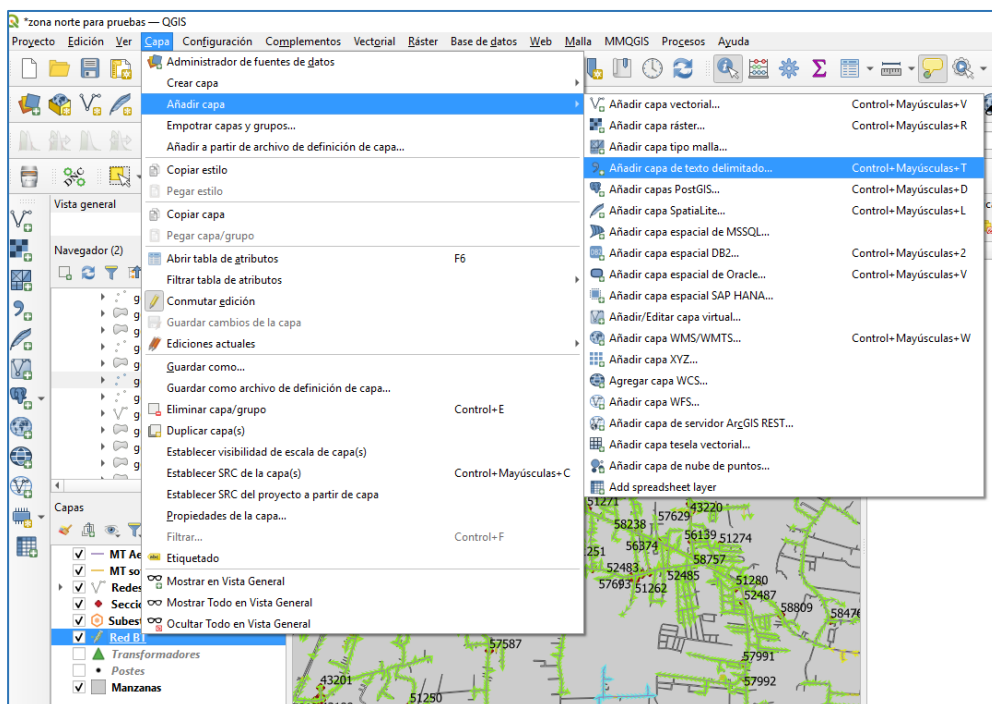 *zona norte para pruebas — QGIS
Proyecto Edición Ver Capa Configuración Complementos Vectorial Ráster Base de datos Web Malla MMQGIS Procesos Ayuda
Administrador de fuentes de datos
Crear capa
Añadir capa
Empotrar capas y grupos...
Añadir a partir de archivo de definición de capa...
Copiar estilo
Pegar estilo
Copiar capa
Pegar capa/grupo
Abrir tabla de atributos F6
Filtrar tabla de atributos
Conmutar edición
Guardar cambios de la capa
Ediciones actuales
Guardar como...
Guardar como archivo de definición de capa...
Eliminar capa/grupo Control+E
Duplicar capa(s)
Establecer visibilidad de escala de capa(s)
Establecer SRC de la capa(s) Control+Mayúsculas+C
Establecer SRC del proyecto a partir de capa
Propiedades de la capa...
Filtrar... Control+F
Etiquetado
Mostrar en Vista General
Mostrar Todo en Vista General
Ocultar Todo en Vista General
Añadir capa vectorial... Control+Mayúsculas+V
Añadir capa ráster... Control+Mayúsculas+R
Añadir capa tipo malla...
Añadir capa de texto delimitado... Control+Mayúsculas+T
Añadir capas PostGIS... Control+Mayúsculas+D
Añadir capa SpatiaLite... Control+Mayúsculas+L
Añadir capa espacial de MSSQL...
Añadir capa espacial DB2... Control+Mayúsculas+2
Añadir capa espacial de Oracle... Control+Mayúsculas+V
Añadir capa espacial SAP HANA...
Añadir/Editar capa virtual...
Añadir capa WMS/WMTS... Control+Mayúsculas+W
Añadir capa XYZ...
Agregar capa WCS...
Añadir capa WFS...
Añadir capa de servidor ArcGIS REST...
Añadir capa tesela vectorial...
Añadir capa de nube de puntos...
Add spreadsheet layer
Vista general
Navegador (2)
g
g
g
g
g
g
g
g
g
Capas
MT Ae
MT so
Redes
Secci
Subest
Red BT
Transformadores
Postes
Manzanas
51271
43220
57629
58238
56139
51274
251
56374
58757
52483
52485
57693
51262
51280
52487
58809
5847
57587
57991
43201
57992
51250